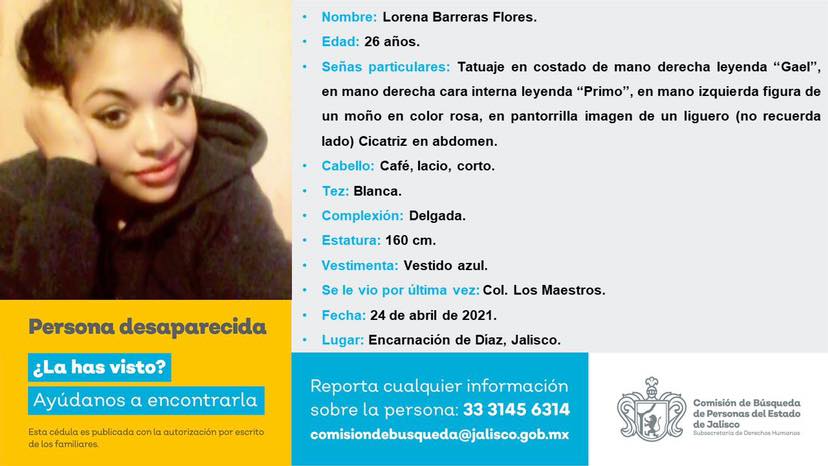 • Nombre: Lorena Barreras Flores.
• Edad: 26 años.
• Señas particulares: Tatuaje en costado de mano derecha leyenda “Gael”,
en mano derecha cara interna leyenda “Primo”, en mano izquierda figura de
un moño en color rosa, en pantorrilla imagen de un liguero (no recuerda
lado) Cicatriz en abdomen.
• Cabello: Café, lacio, corto.
• Tez: Blanca.
• Complexión: Delgada.
• Estatura: 160 cm.
• Vestimenta: Vestido azul.
• Se le vio por última vez: Col. Los Maestros.
• Fecha: 24 de abril de 2021.
• Lugar: Encarnación de Díaz, Jalisco.
Persona desaparecida
¿La has visto?
Ayúdanos a encontrarla
Esta cédula es publicada con la autorización por escrito
de los familiares.
Reporta cualquier información
sobre la persona: 33 3145 6314
comisiondebusqueda@jalisco.gob.mx
Comisión de Búsqueda
de Personas del Estado
de Jalisco
Subsecretaría de Derechos Humanos